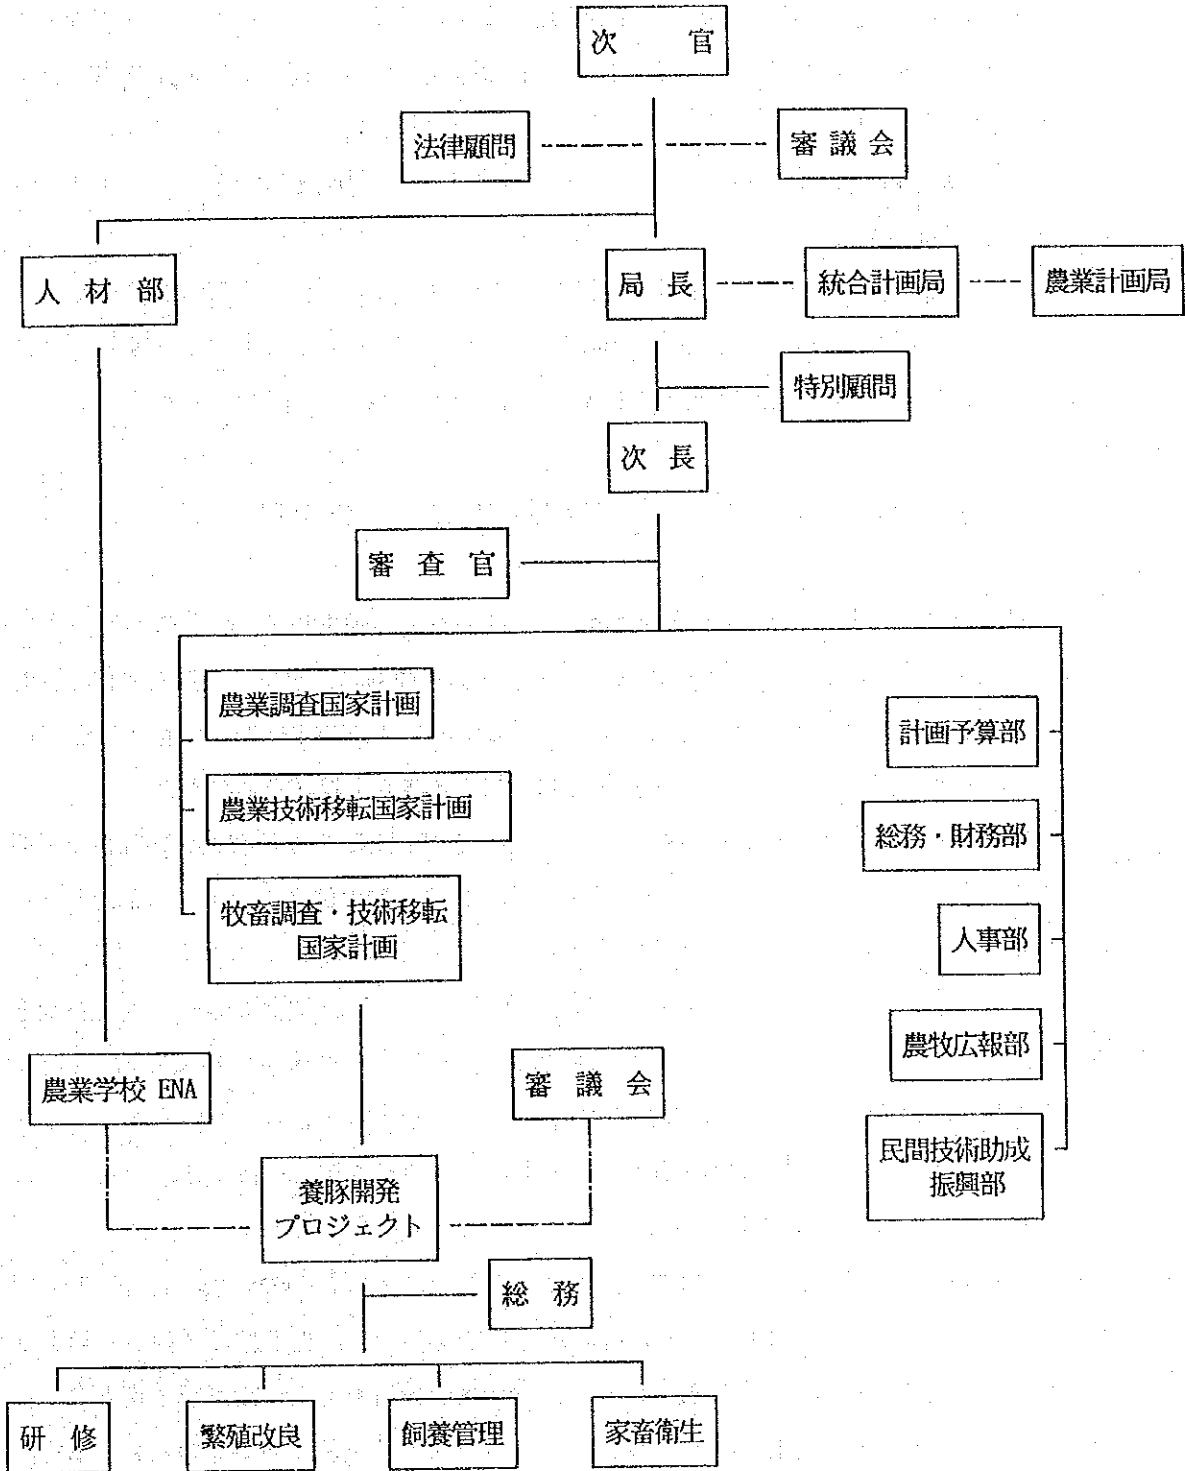 次 官
法律顧問
審 議 会
人 材 部
局 長
統合計画局
農業計画局
特別顧問
次 長
審 査 官
農業調査国家計画
計画予算部
農業技術移転国家計画
総務・財務部
牧畜調査・技術移転
国家計画
人事部
農牧広報部
農業学校 ENA
審 議 会
民間技術助成
振興部
養豚開発
プロジェクト
総 務
研 修
繁殖改良
飼養管理
家畜衛生